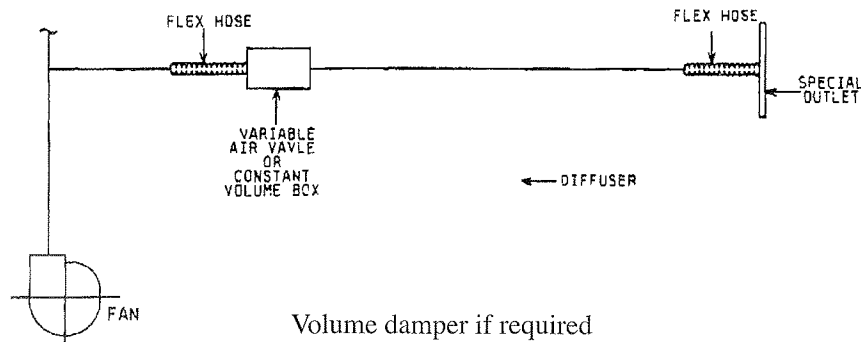 FLEX HOSE
FLEX HOSE
SPECIAL
OUTLET
VARIABLE
AIR VAVLE
OR
CONSTANT
VOLUME BOX
DIFFUSER
FAN
Volume damper if required